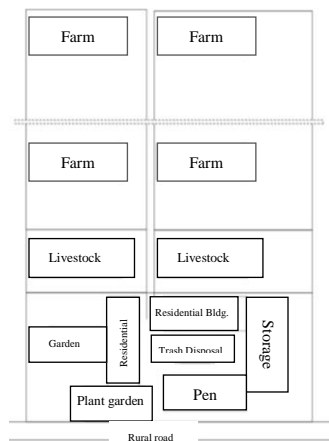 Farm
Farm
Farm
Farm
Livestock
Livestock
Residential Bldg.
Garden
Residential
Trash Disposal
Storage
Plant garden
Pen
Rural road